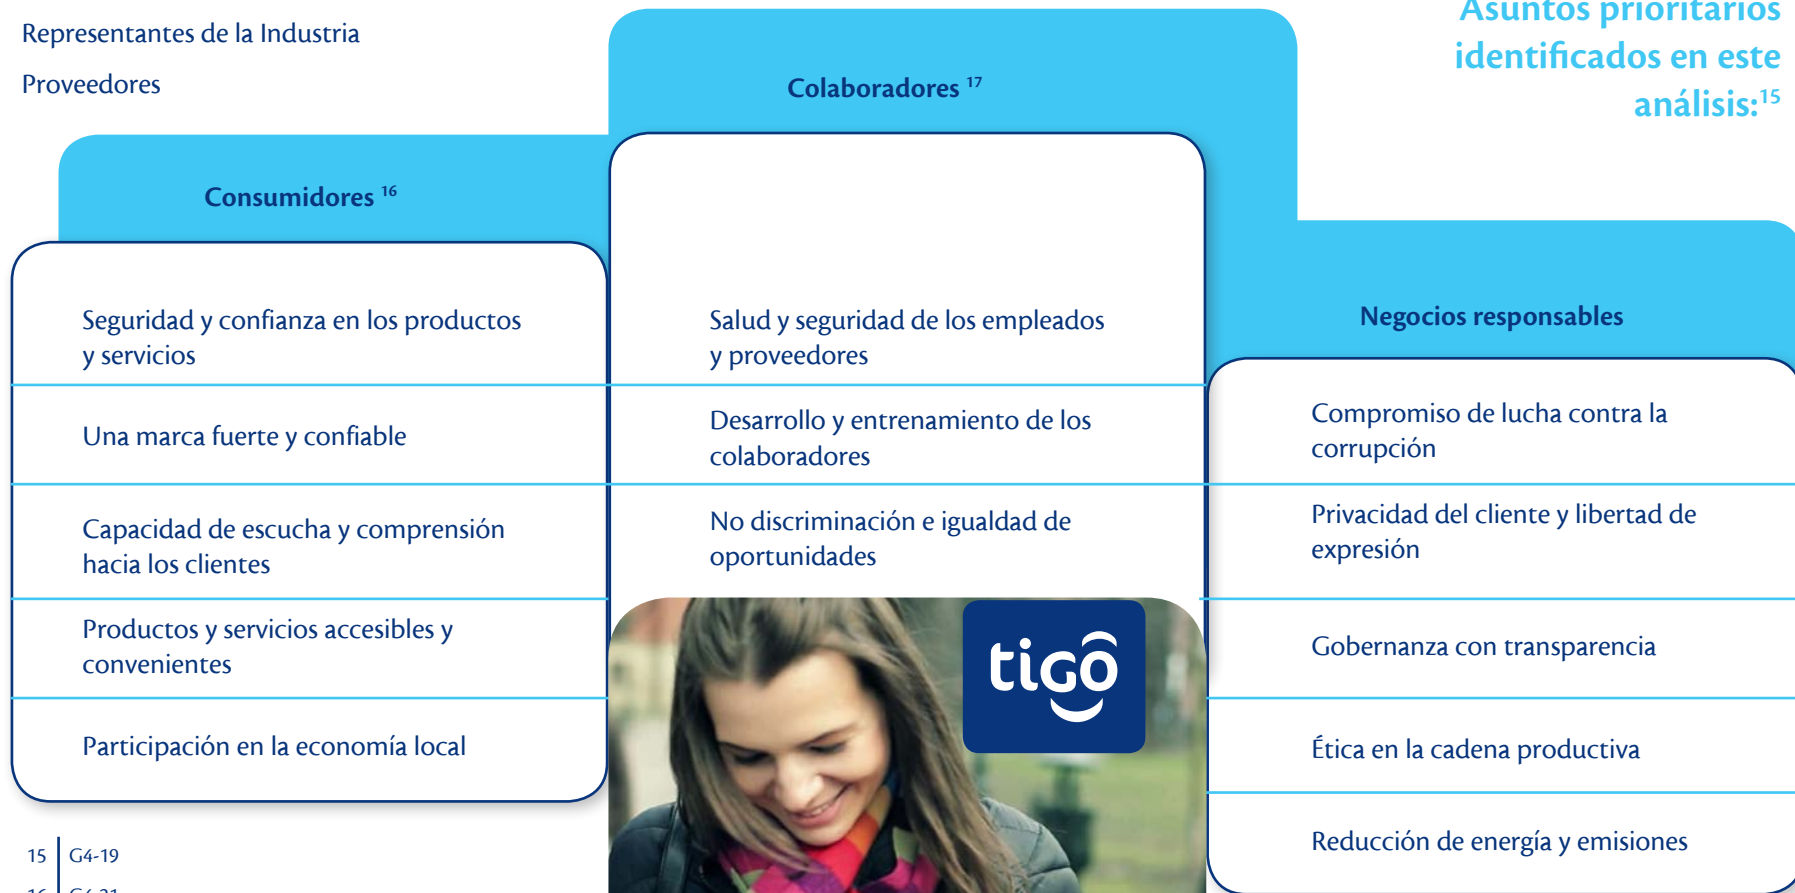 Representantes de la Industria
Proveedores
Asuntos prioritarios
identificados en este
análisis:15
Consumidores 16
Seguridad y confianza en los productos
y servicios
Una marca fuerte y confiable
Capacidad de escucha y comprensión
hacia los clientes
Productos y servicios accesibles y
convenientes
Participación en la economía local
Colaboradores 17
Salud y seguridad de los empleados
y proveedores
Desarrollo y entrenamiento de los
colaboradores
No discriminación e igualdad de
oportunidades
tigo
Negocios responsables
Compromiso de lucha contra la
corrupción
Privacidad del cliente y libertad de
expresión
Gobernanza con transparencia
Ética en la cadena productiva
Reducción de energía y emisiones
15 G4-19
16 G4-21